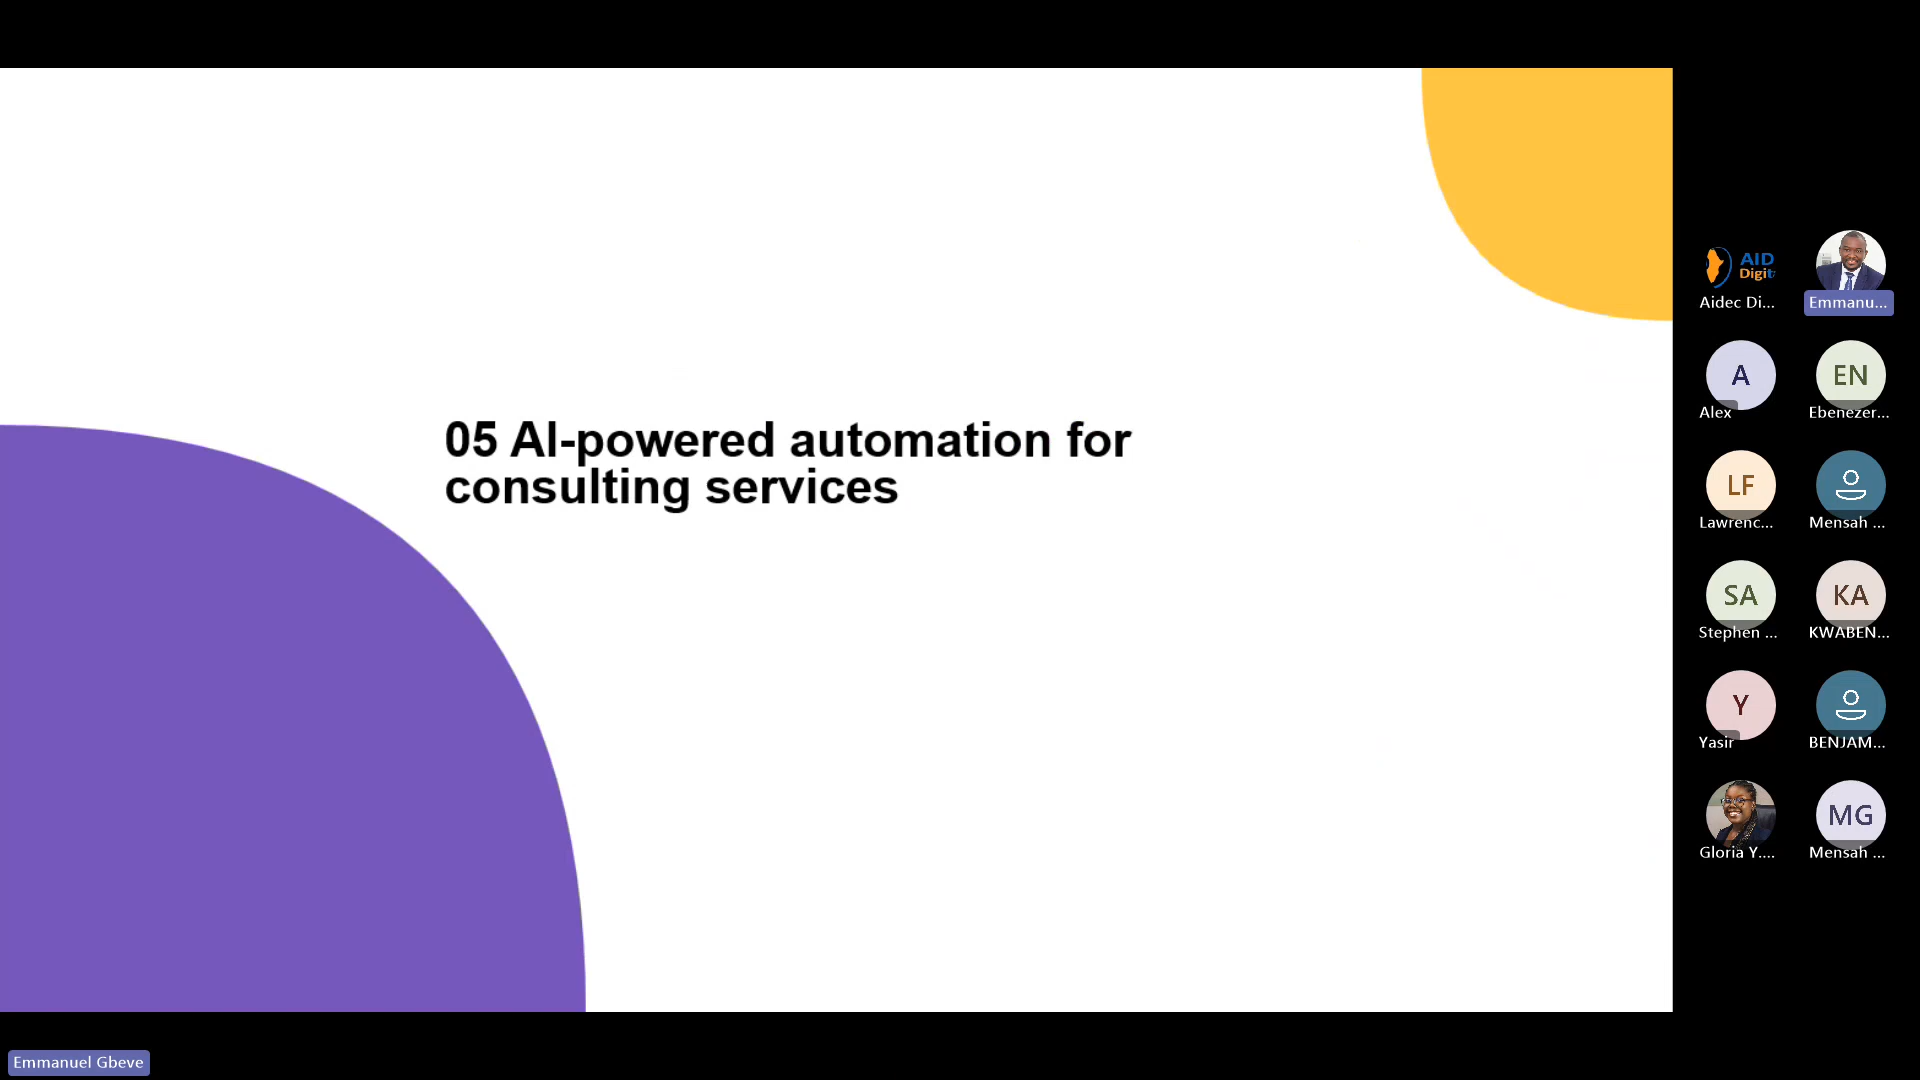 05 AI-powered automation for
consulting services
AID
Digit
Aidec Di...
Emmanu...
A
Alex
EN
Ebenezer...
LF
Lawrenc...
Mensah ...
SA
Stephen ...
KA
KWABEN...
Y
Yasir
BENJAM...
Gloria Y....
MG
Mensah ...
Emmanuel Gbeve